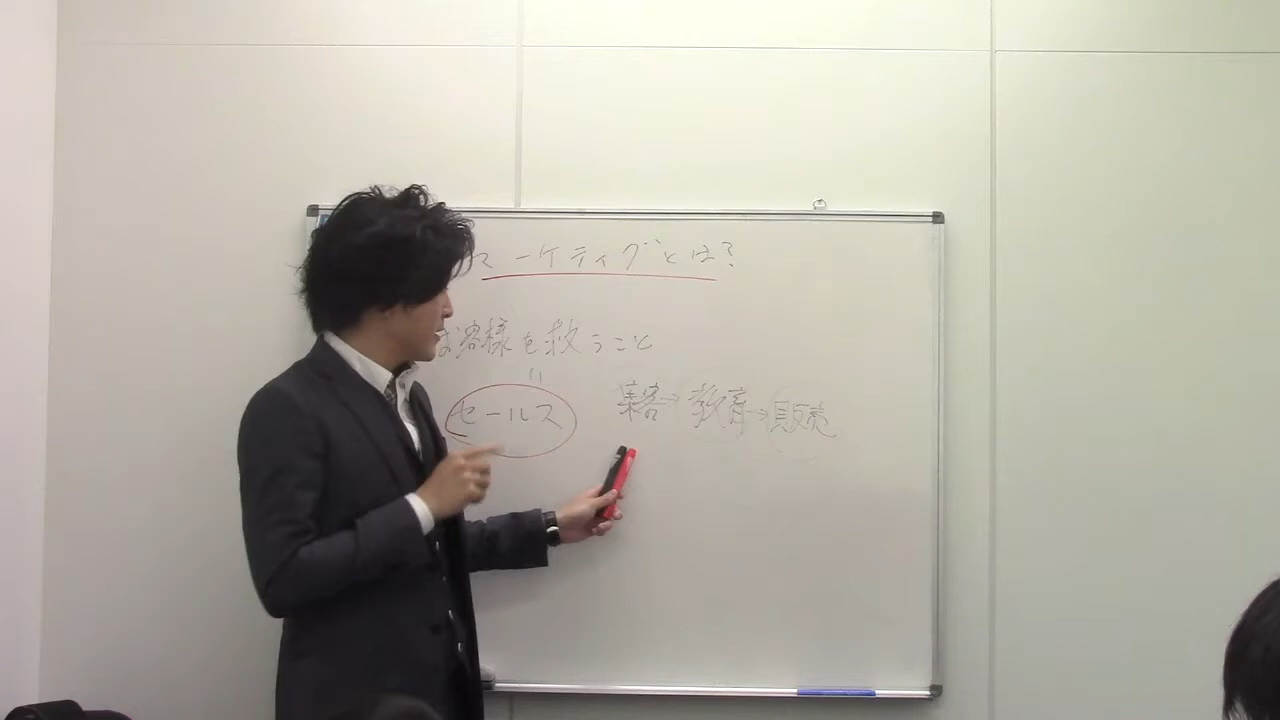 マーケティグとは?
お客様を救うこと
〃
セールス
集客→教育→販売